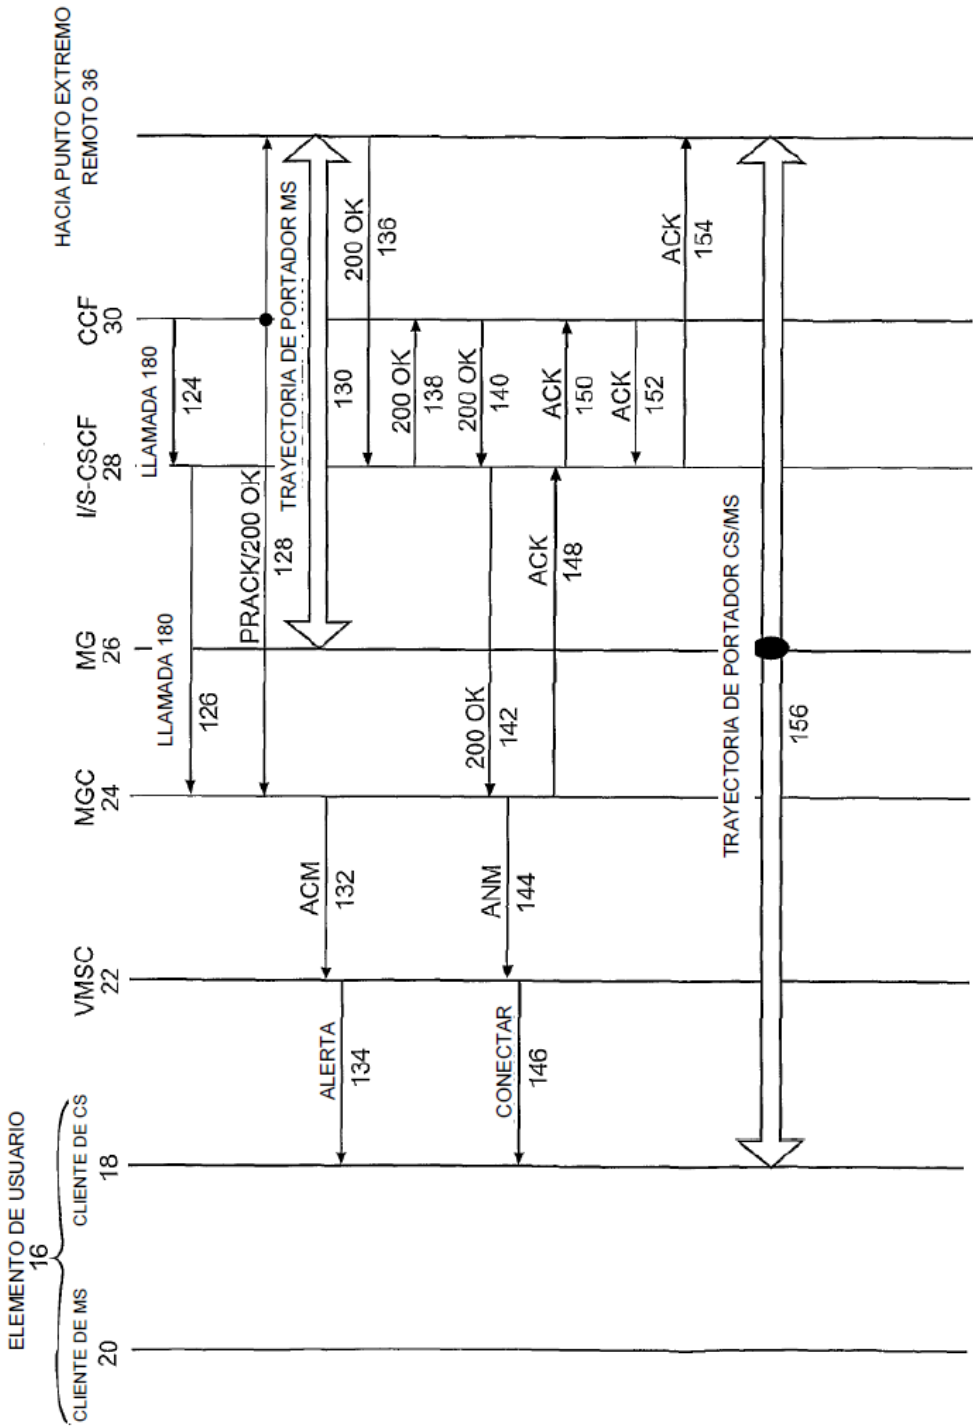 ELEMENTO DE USUARIO
16
CLIENTE DE MS
20
CLIENTE DE CS
18
VMSC
22
MGC
24
MG
26
I/S-CSCF
28
CCF
30
HACIA PUNTO EXTREMO
REMOTO 36
LLAMADA 180
124
LLAMADA 180
126
PRACK/200 OK
128
TRAYECTORIA DE PORTADOR MS
130
ACM
132
ALERTA
134
200 OK
136
200 OK
138
200 OK
140
200 OK
142
ANM
144
CONECTAR
146
ACK
148
ACK
150
ACK
152
ACK
154
TRAYECTORIA DE PORTADOR CS/MS
156